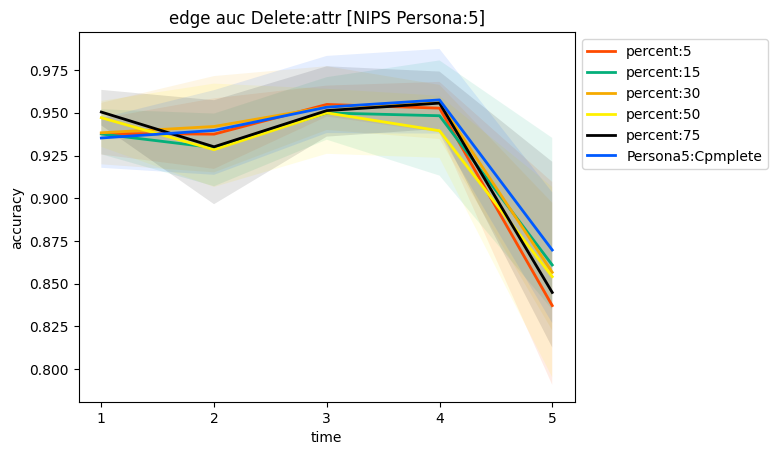 edge auc Delete:attr [NIPS Persona:5]
percent:5
percent:15
percent:30
percent:50
percent:75
Persona5:Cpmplete
accuracy
0.975
0.950
0.925
0.900
0.875
0.850
0.825
0.800
1 2 3 4 5
time